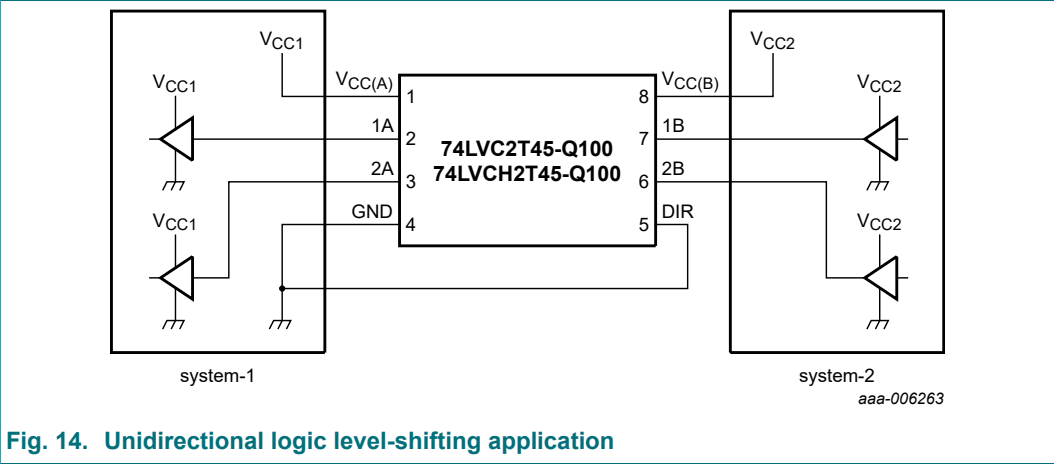 VCC1
VCC2
VCC1
VCC(A)
VCC(B)
VCC2
1
8
1A
1B
2
7
74LVC2T45-Q100
74LVCH2T45-Q100
2A
2B
3
6
VCC1
GND
DIR
VCC2
4
5
system-1
system-2
aaa-006263
Fig. 14. Unidirectional logic level-shifting application